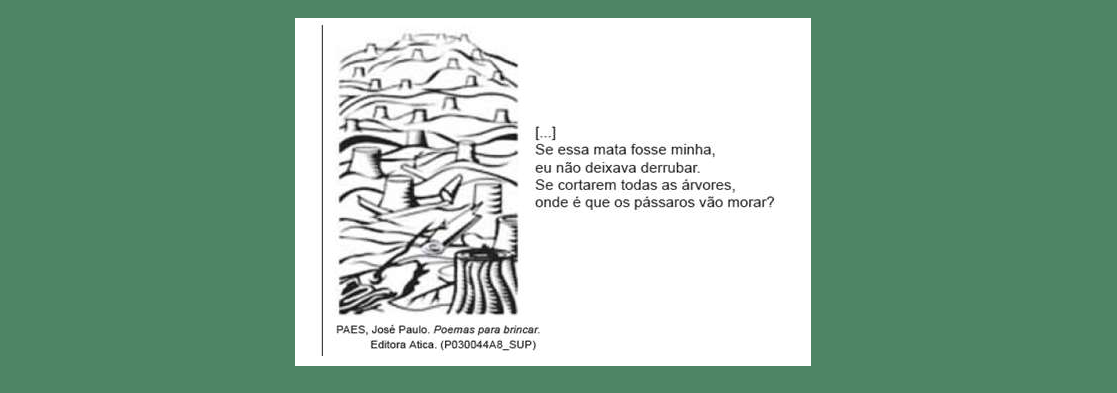 [...]
Se essa mata fosse minha,
eu não deixava derrubar.
Se cortarem todas as árvores,
onde é que os pássaros vão morar?
PAES, José Paulo. Poemas para brincar.
Editora Atica. (P030044A8_SUP)